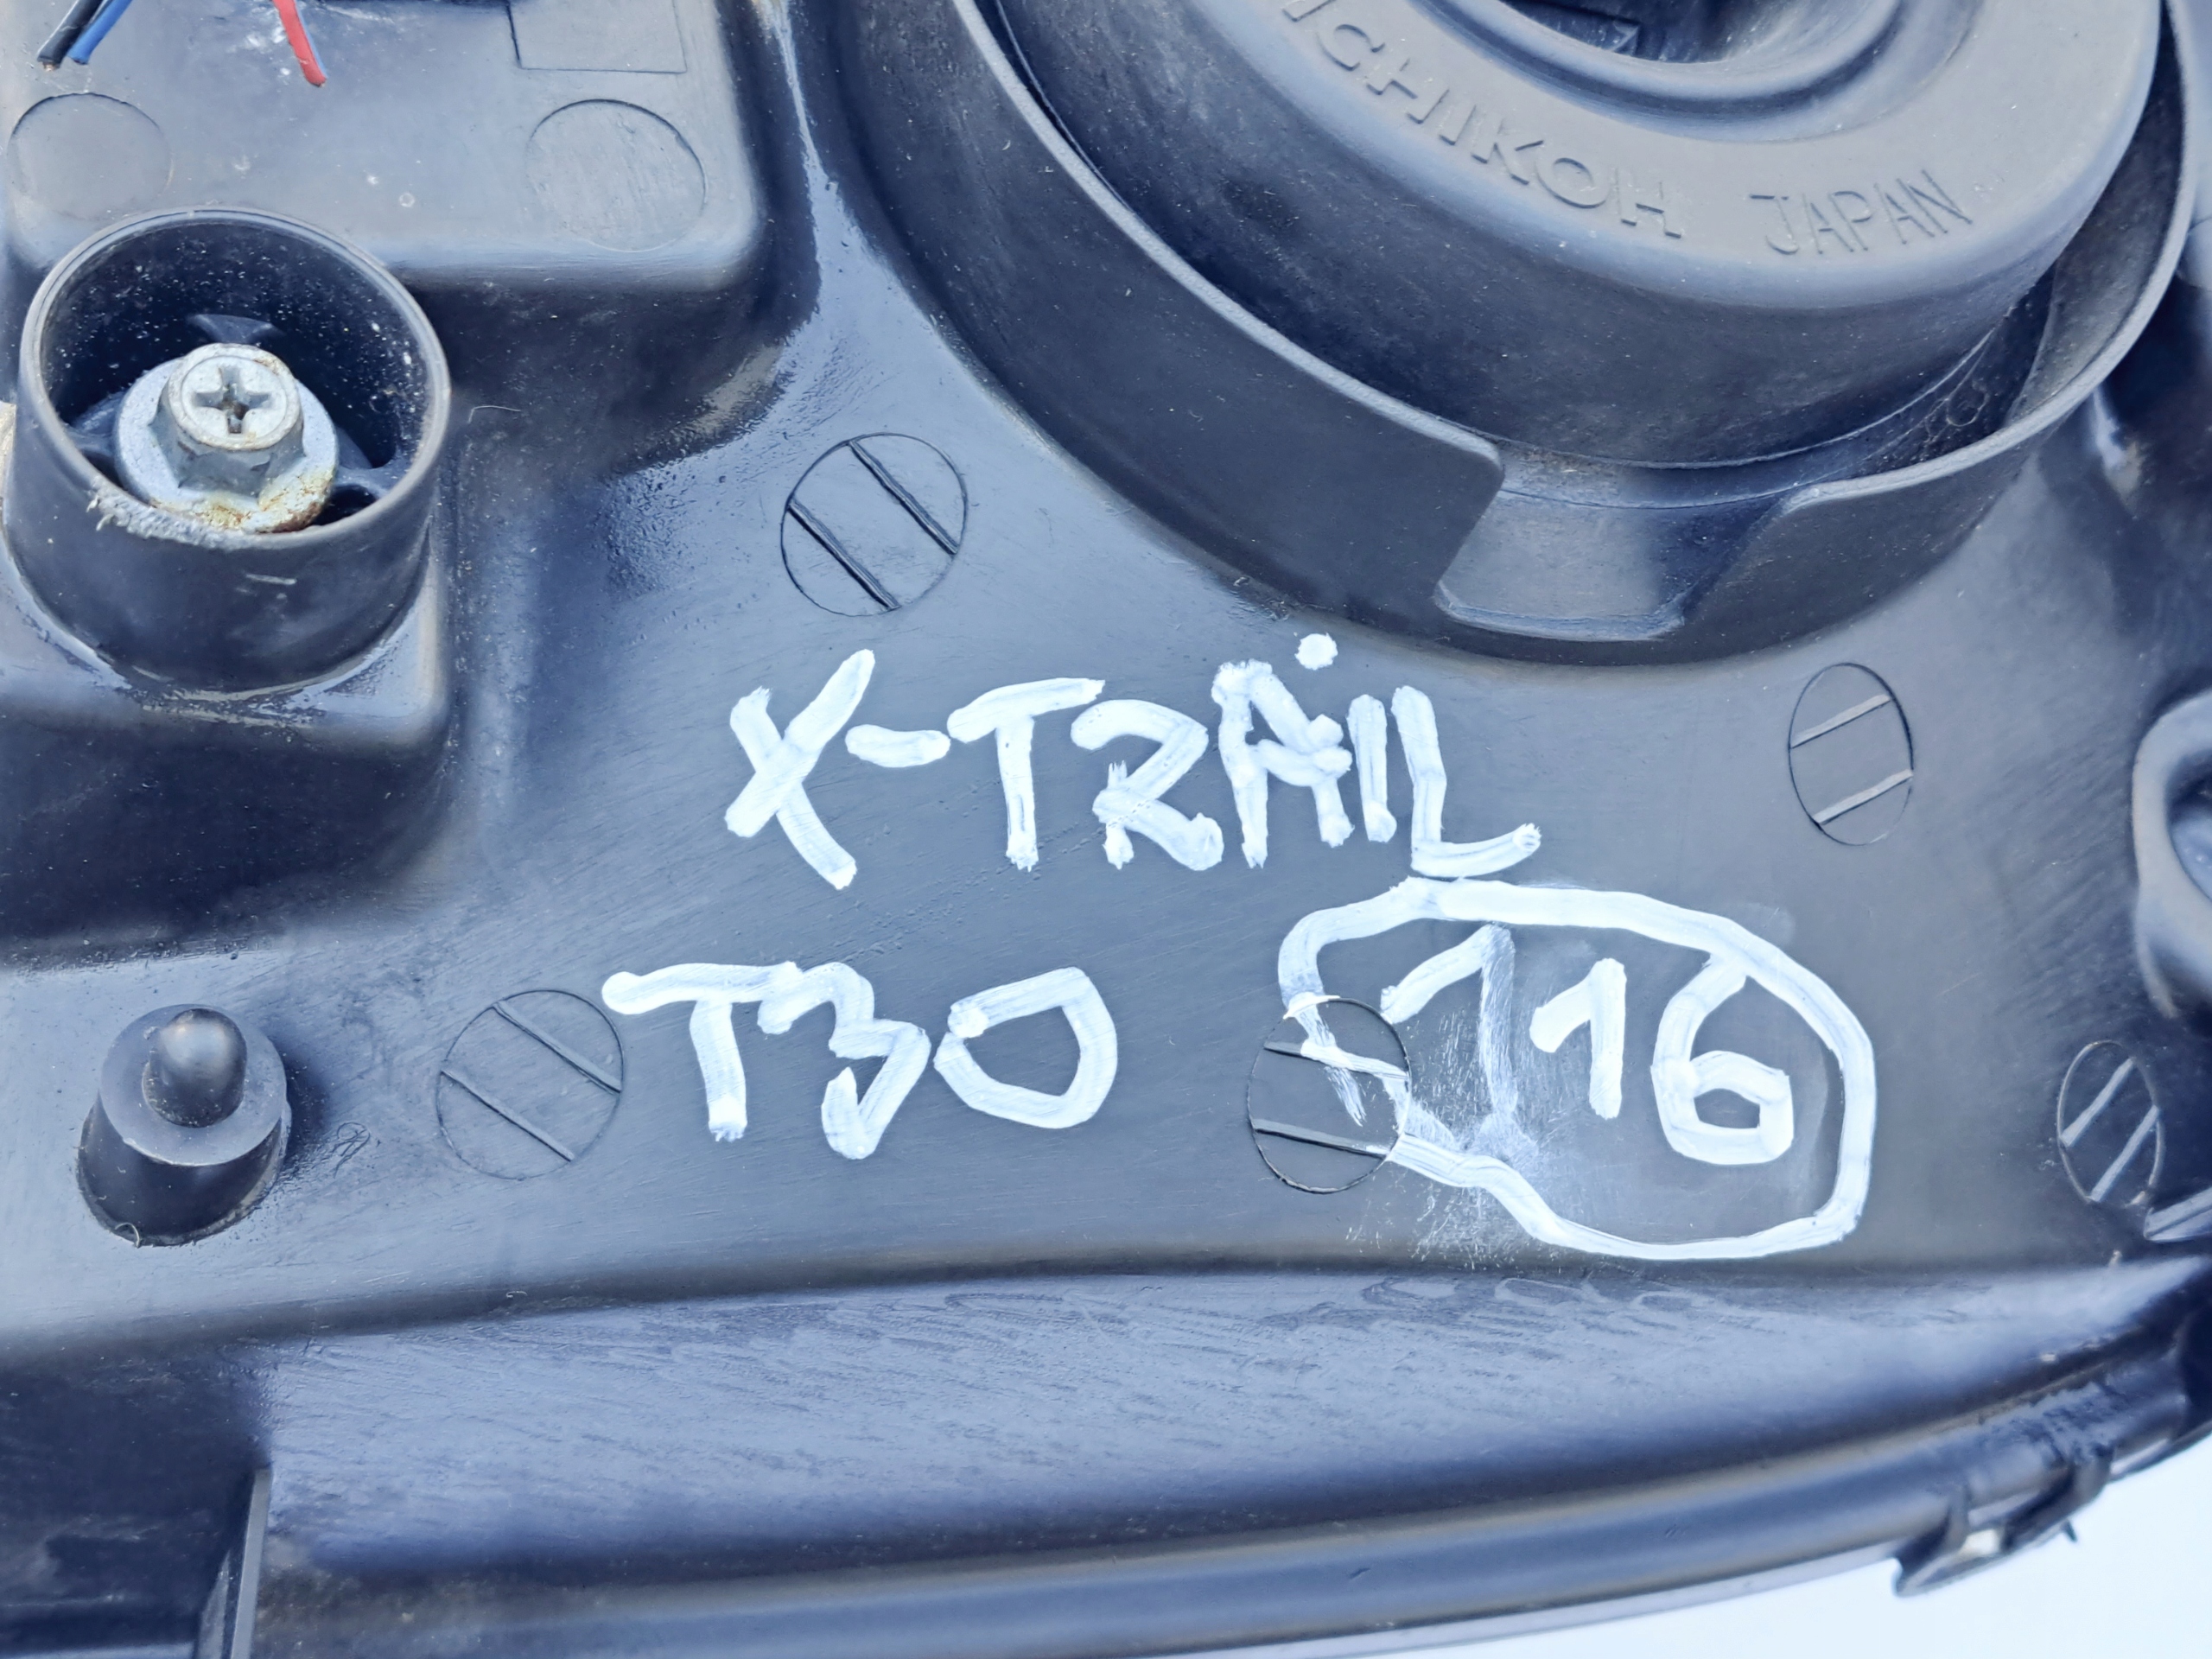 ICHIKOH JAPAN
X-TRAiL
T30
116